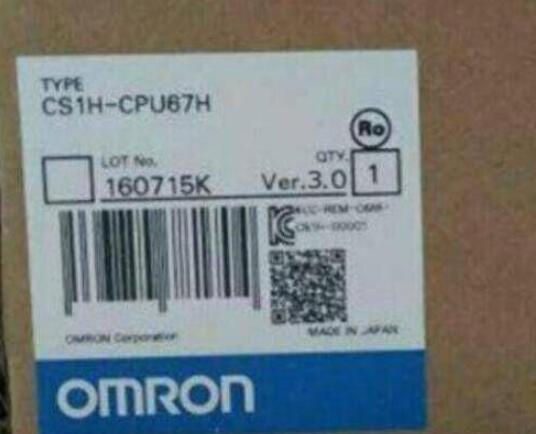 TYPE
CS1H-CPU67H
Ro
LOT No.
QTY.
160715K Ver.3.0 1
OMRON Corporation
MADE IN JAPAN
OMRON